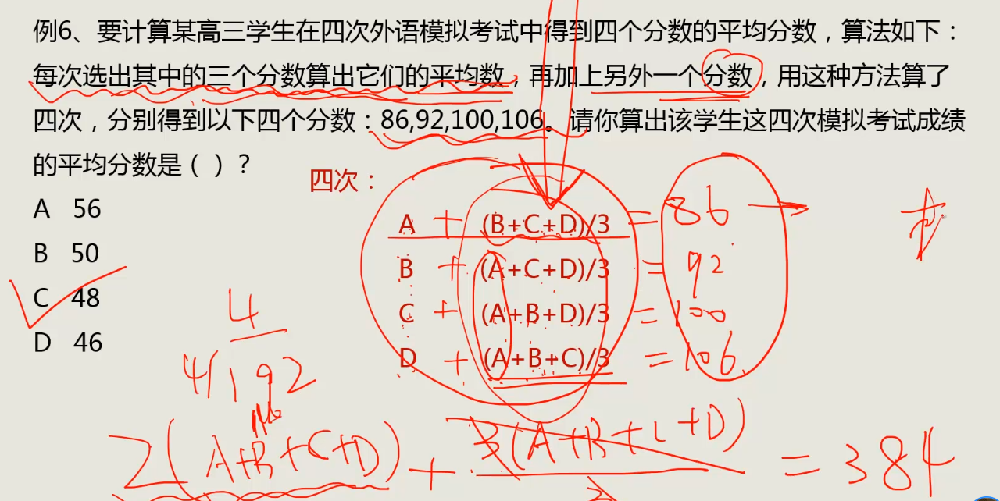 例6、要计算某高三学生在四次外语模拟考试中得到四个分数的平均分数，算法如下：
每次选出其中的三个分数算出它们的平均数，再加上另外一个分数，用这种方法算了
四次，分别得到以下四个分数：86,92,100,106。请你算出该学生这四次模拟考试成绩
的平均分数是（ ）？
四次：
A 56
B 50
C 48
D 46
A + (B+C+D)/3 = 86
B + (A+C+D)/3 = 92
C + (A+B+D)/3 = 100
D + (A+B+C)/3 = 106
4
4 192
2(A+B+C+D) + 3(A+B+C+D) = 384